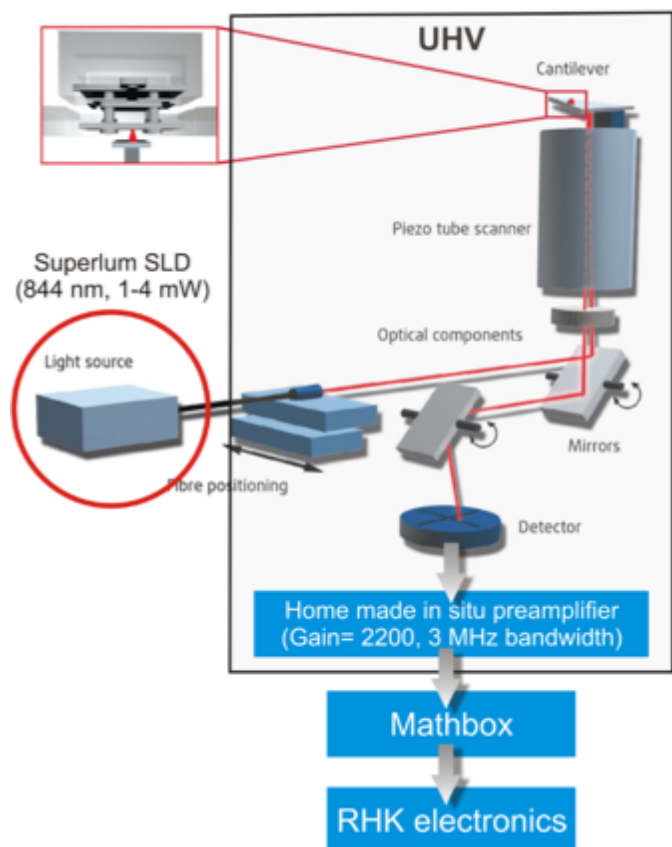 UHV
Cantilever
Piezo tube scanner
Superlum SLD
(844 nm, 1-4 mW)
Optical components
Light source
Mirrors
Fibre positioning
Detector
Home made in situ preamplifier
(Gain= 2200, 3 MHz bandwidth)
Mathbox
RHK electronics